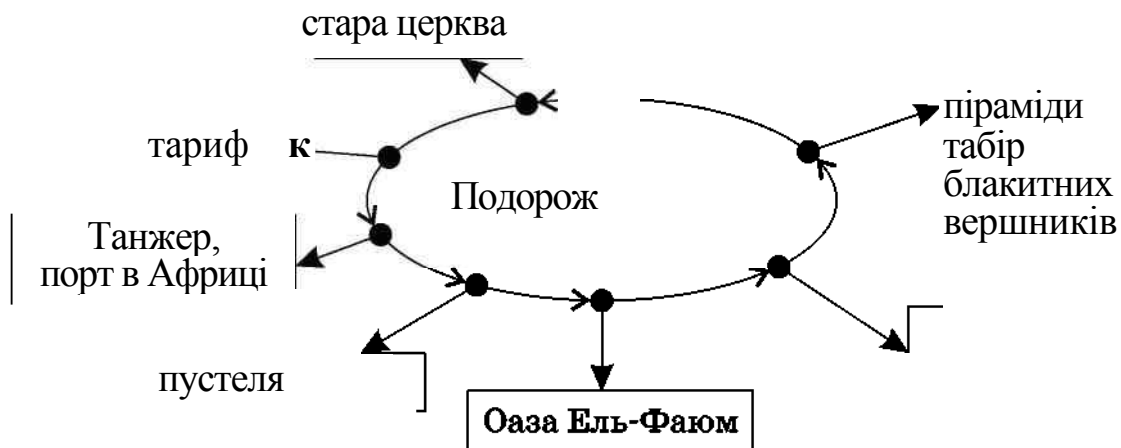 стара церква
тариф к
Подорож
піраміди
табір
блакитних
вершників
Танжер,
порт в Африці
пустеля
Оаза Ель-Фаюм